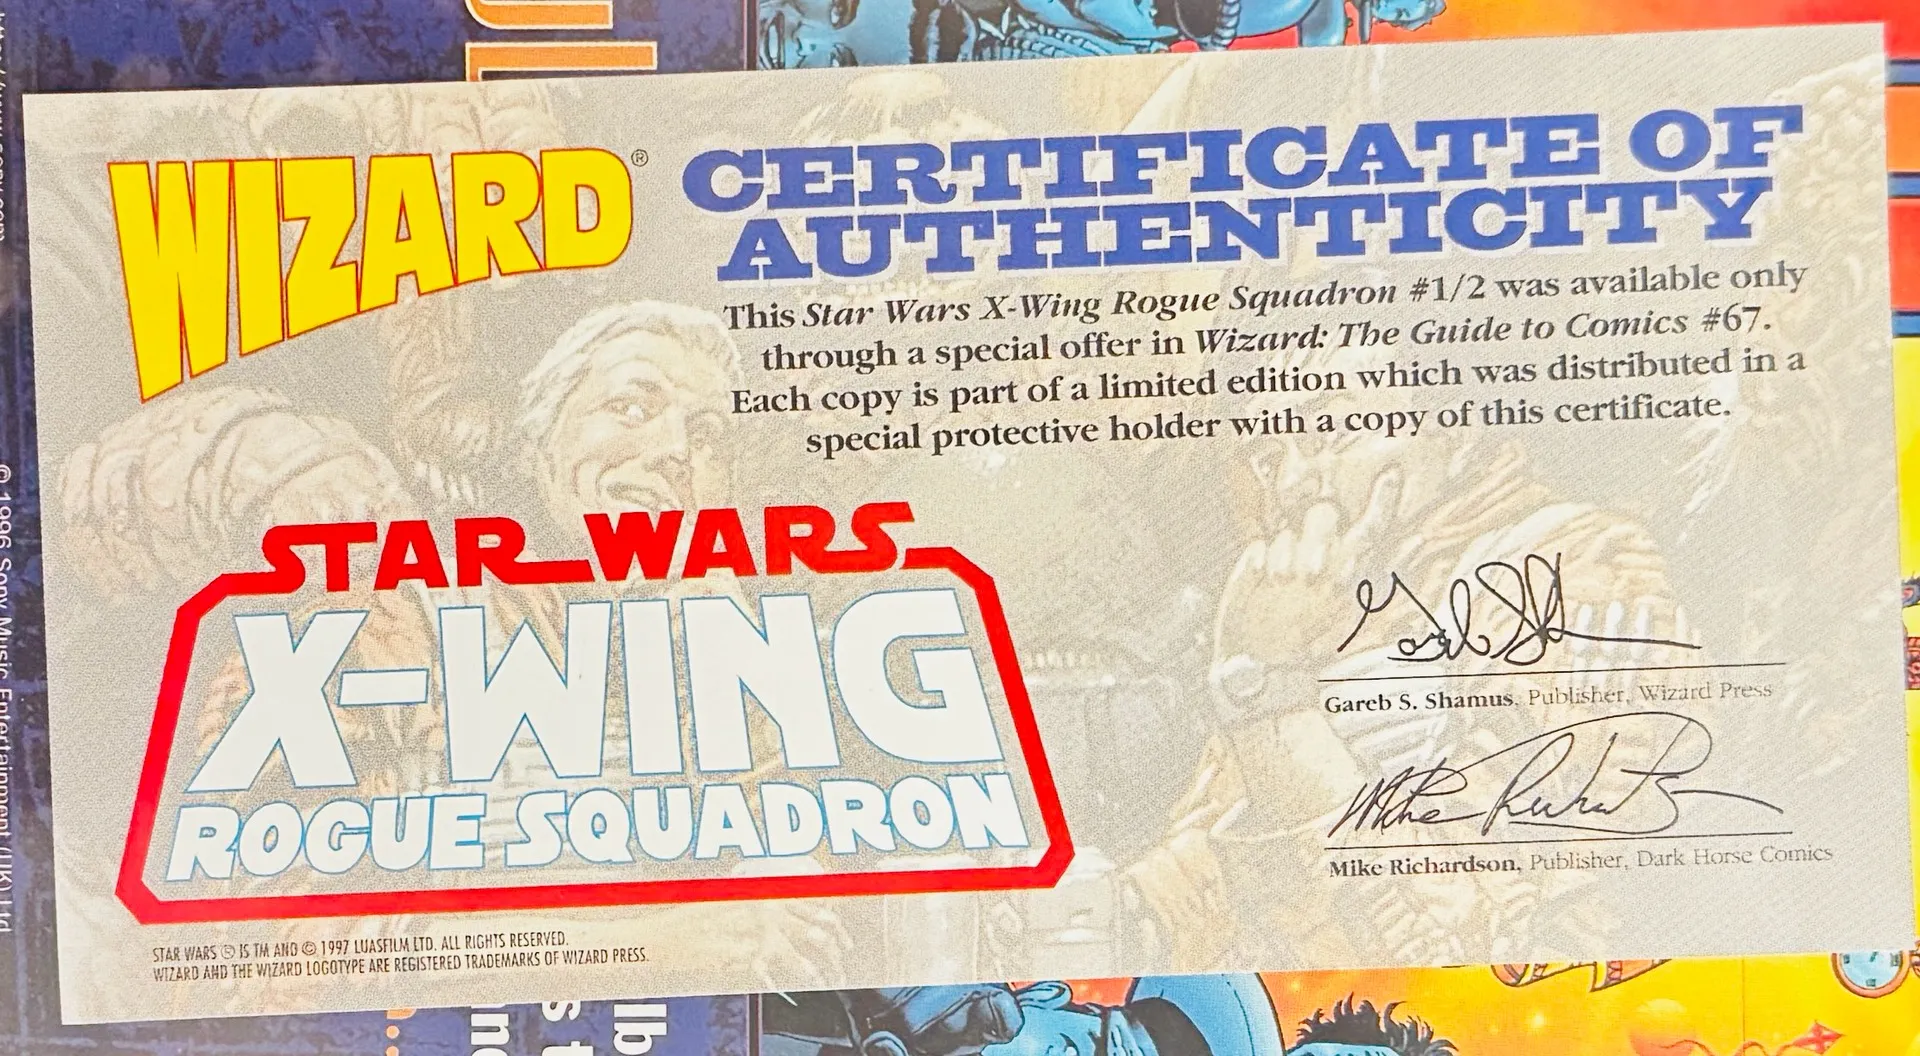 WIZARD®
CERTIFICATE OF
AUTHENTICITY
This Star Wars X-Wing Rogue Squadron #1/2 was available only
through a special offer in Wizard: The Guide to Comics #67.
Each copy is part of a limited edition which was distributed in a
special protective holder with a copy of this certificate.
STAR WARS
X-WING
ROGUE SQUADRON
Gareb S. Shamus, Publisher, Wizard Press
Mike Richardson
Mike Richardson, Publisher, Dark Horse Comics
STAR WARS ® IS TM AND © 1997 LUASFILM LTD. ALL RIGHTS RESERVED.
WIZARD AND THE WIZARD LOGOTYPE ARE REGISTERED TRADEMARKS OF WIZARD PRESS.
© 1996 Sony Music Entertainment (UK) Ltd